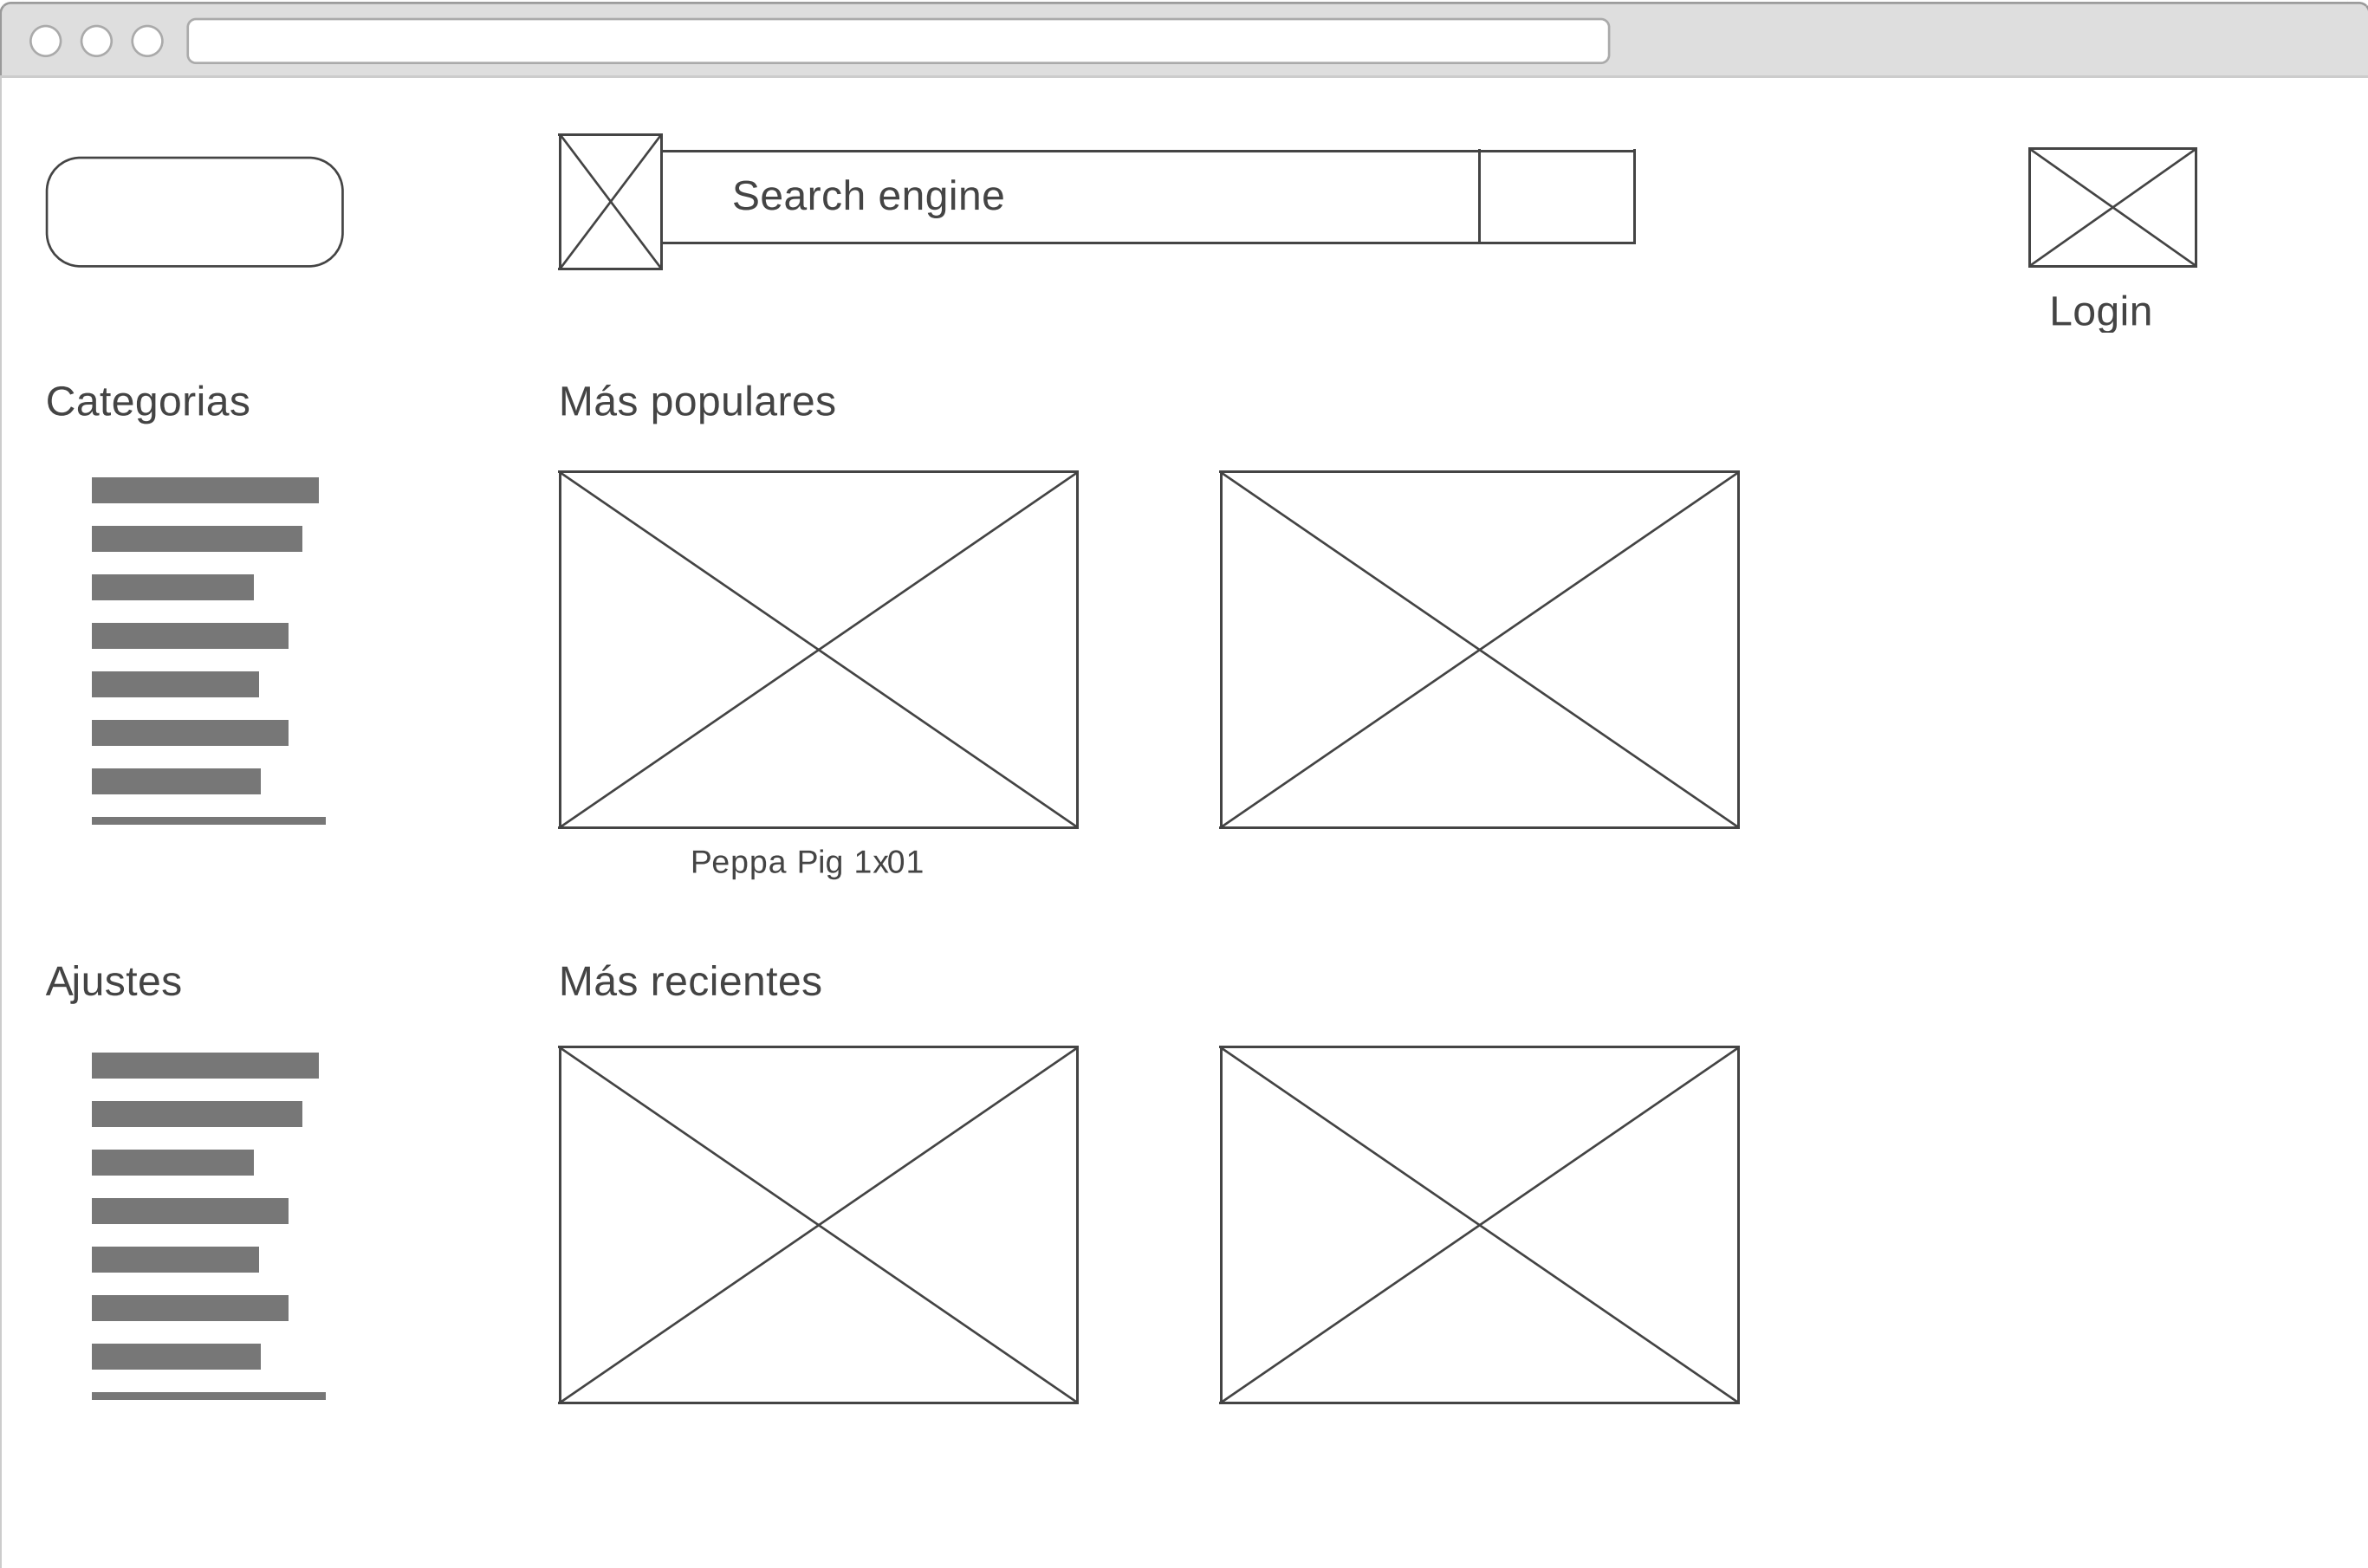 Search engine
Login
Categorias
Más populares
Peppa Pig 1x01
Ajustes
Más recientes